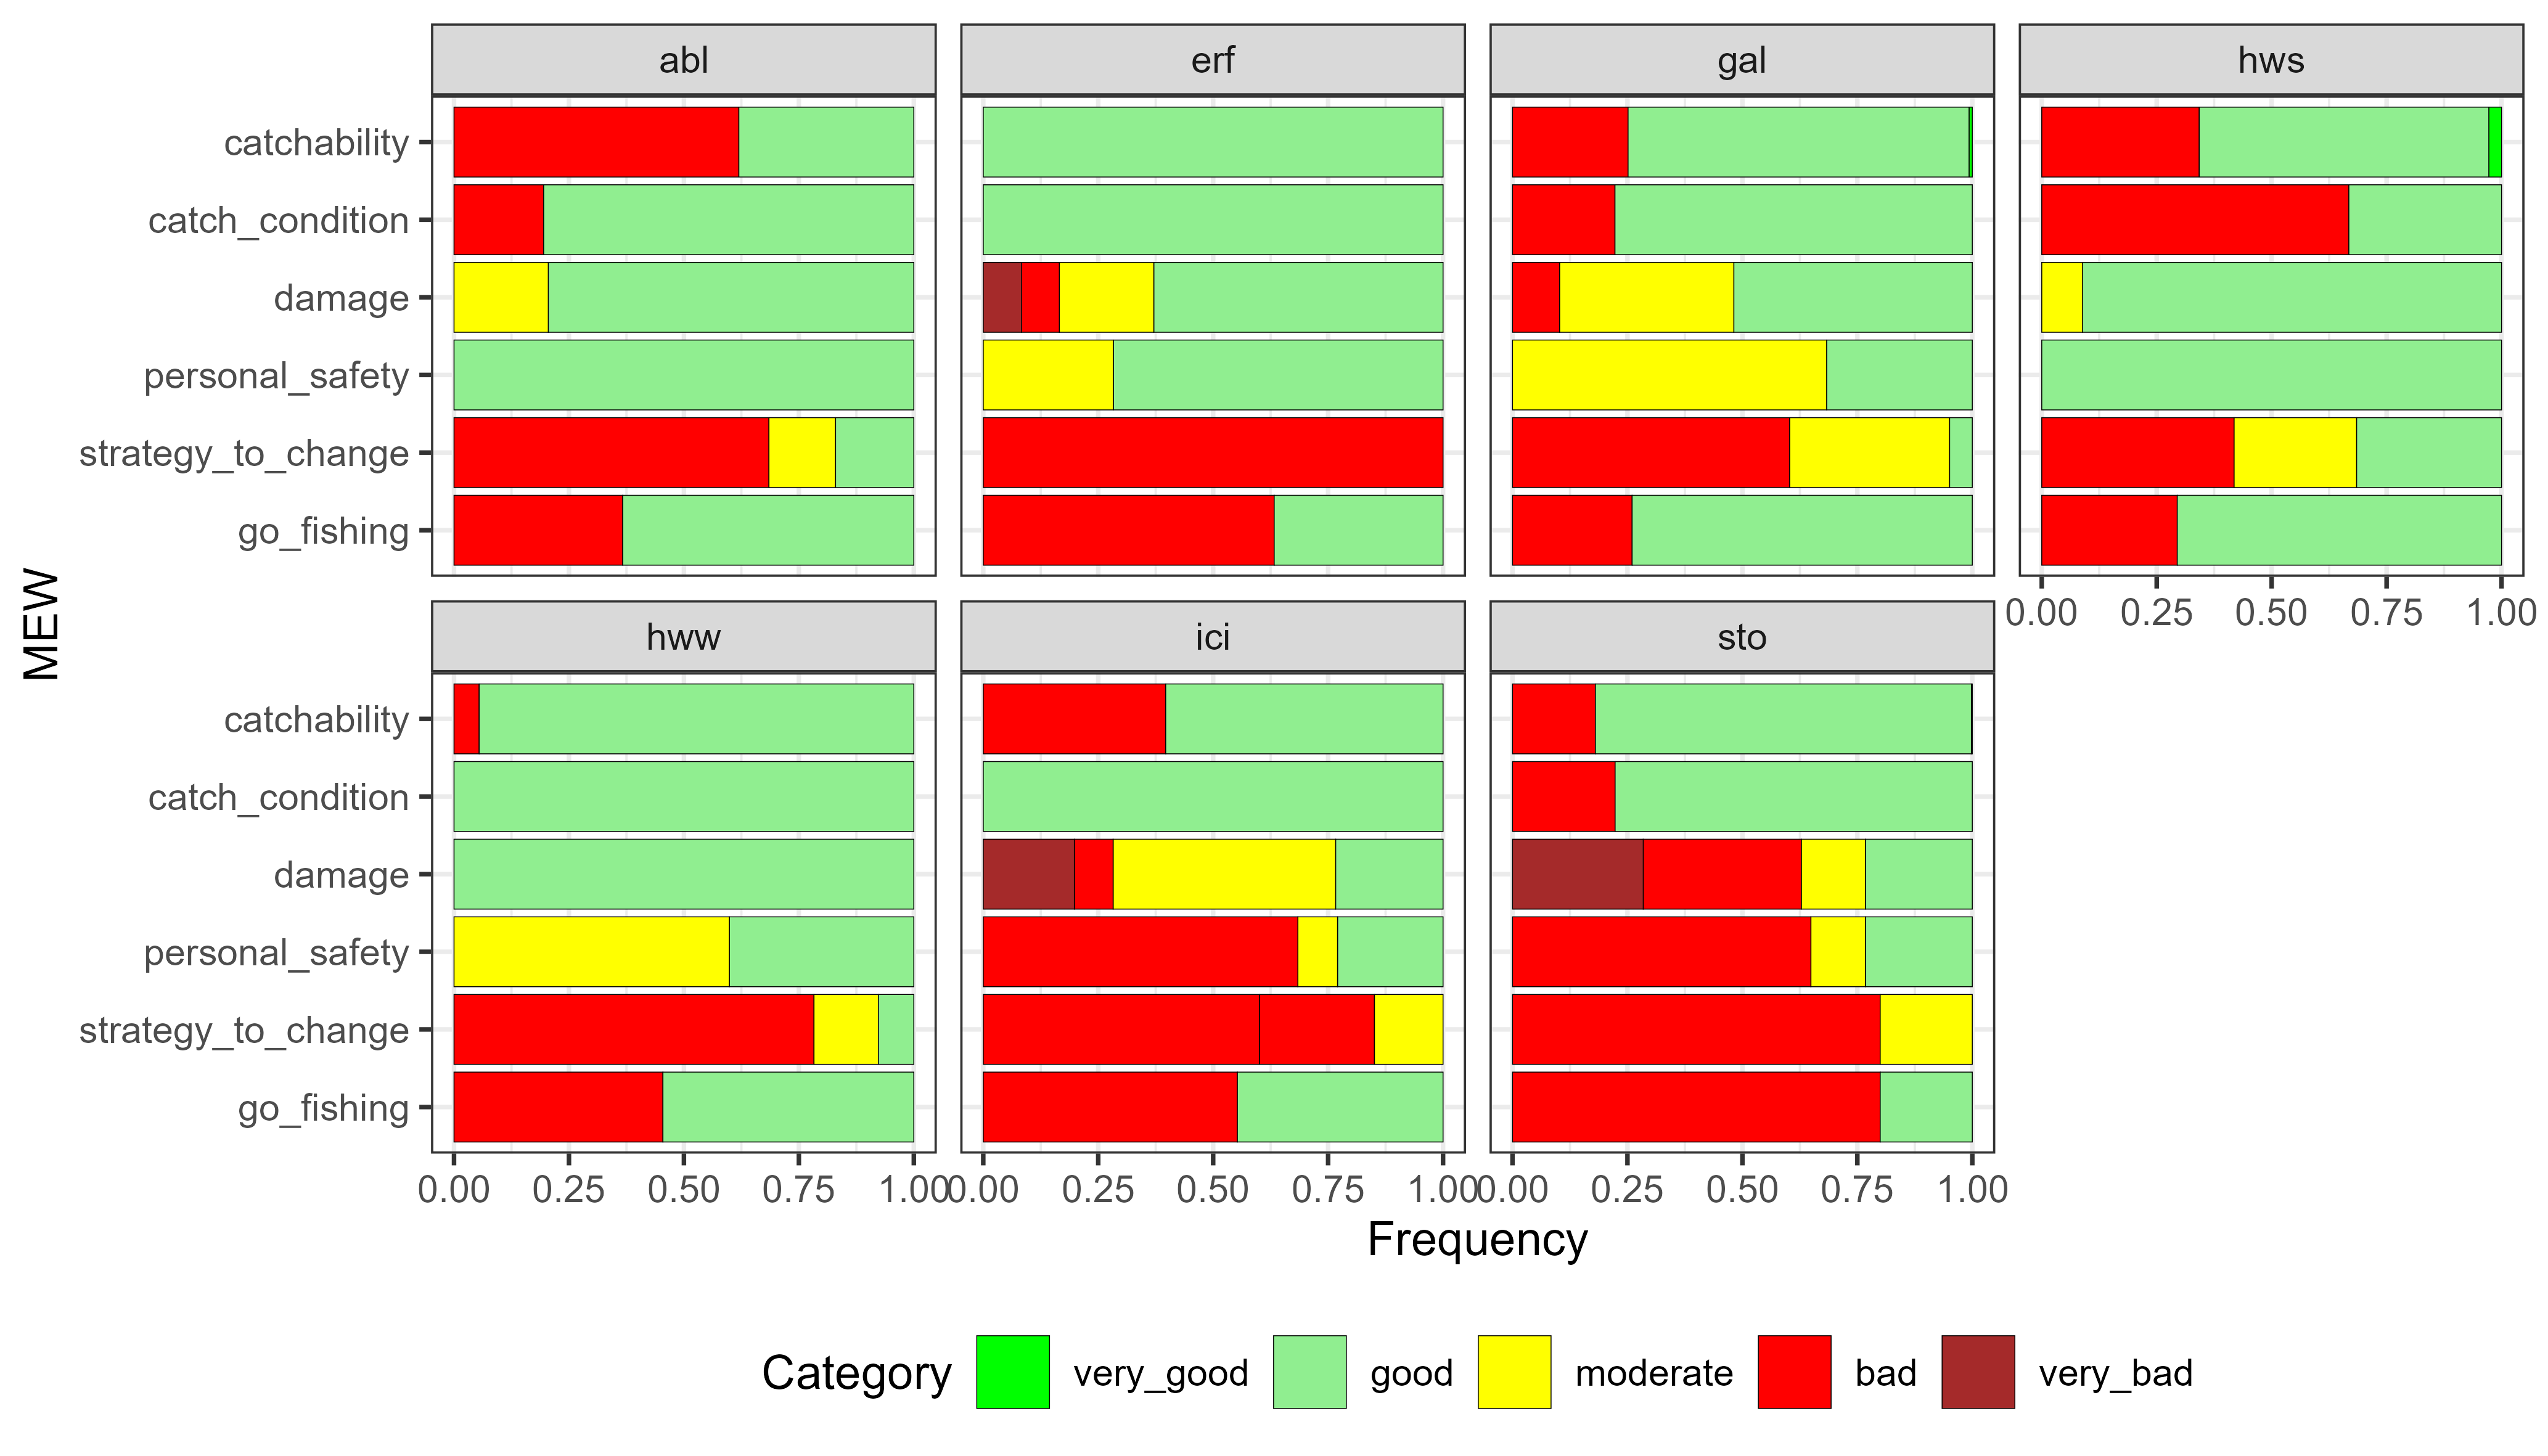 abl erf gal hws
catchability
catch_condition
damage
personal_safety
strategy_to_change
go_fishing
0.00 0.25 0.50 0.75 1.00
MEW
hww ici sto
catchability
catch_condition
damage
personal_safety
strategy_to_change
go_fishing
0.00 0.25 0.50 0.75 1.00 0.00 0.25 0.50 0.75 1.00 0.00 0.25 0.50 0.75 1.00
Frequency
Category very_good good moderate bad very_bad